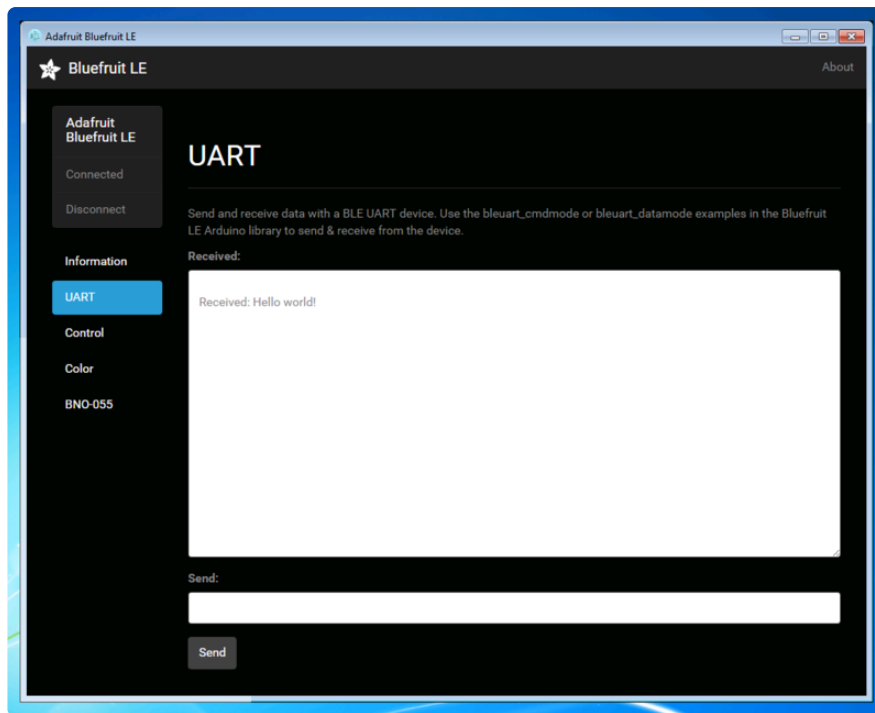 Adafruit Bluefruit LE
Bluefruit LE
About
Adafruit
Bluefruit LE
Connected
Disconnect
Information
UART
Control
Color
BNO-055
UART
Send and receive data with a BLE UART device. Use the bleuart_cmdmode or bleuart_datamode examples in the Bluefruit
LE Arduino library to send & receive from the device.
Received:
Received: Hello world!
Send:
Send